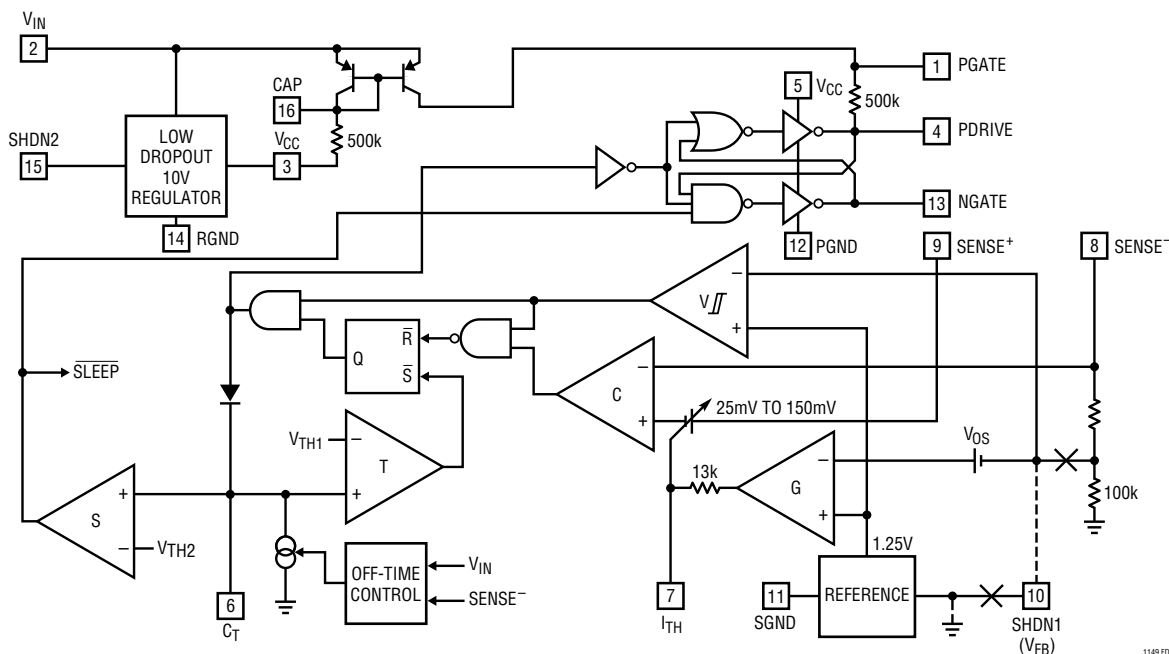 V_IN
2
CAP
16
SHDN2
15
LOW
DROPOUT
10V
REGULATOR
V_CC
3
500k
14 RGND
1 PGATE
500k
5 V_CC
4 PDRIVE
13 NGATE
12 PGND
9 SENSE⁺
8 SENSE⁻
−
V
+
R̅
Q
S̅
−
C
+
25mV TO 150mV
SLEEP
V_TH1
−
T
+
V_OS
13k
−
G
+
100k
+
S
−
V_TH2
OFF-TIME
CONTROL
V_IN
SENSE⁻
1.25V
6
C_T
7
I_TH
11
SGND
REFERENCE
10
SHDN1
(V_FB)